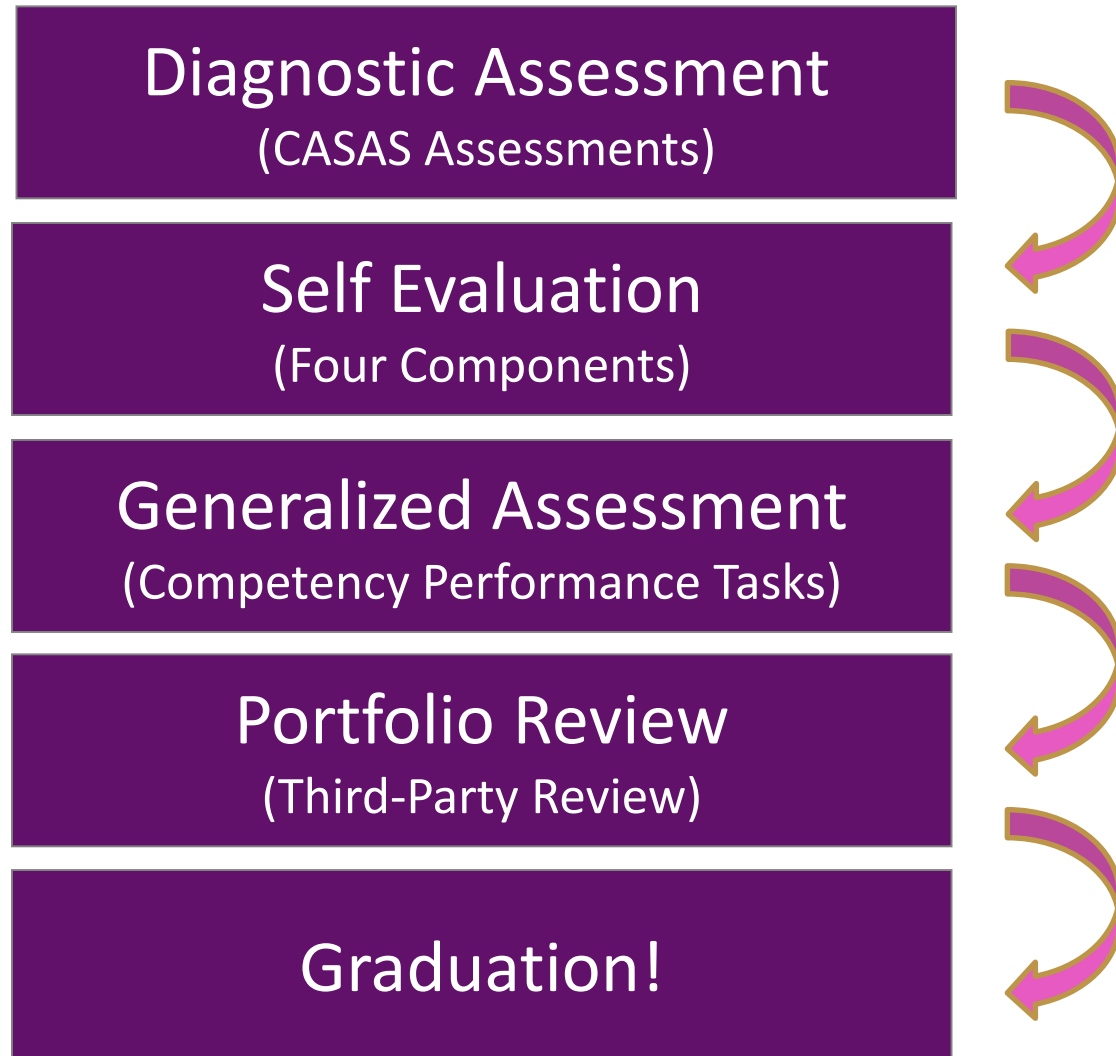 Diagnostic Assessment
(CASAS Assessments)
Self Evaluation
(Four Components)
Generalized Assessment
(Competency Performance Tasks)
Portfolio Review
(Third-Party Review)
Graduation!